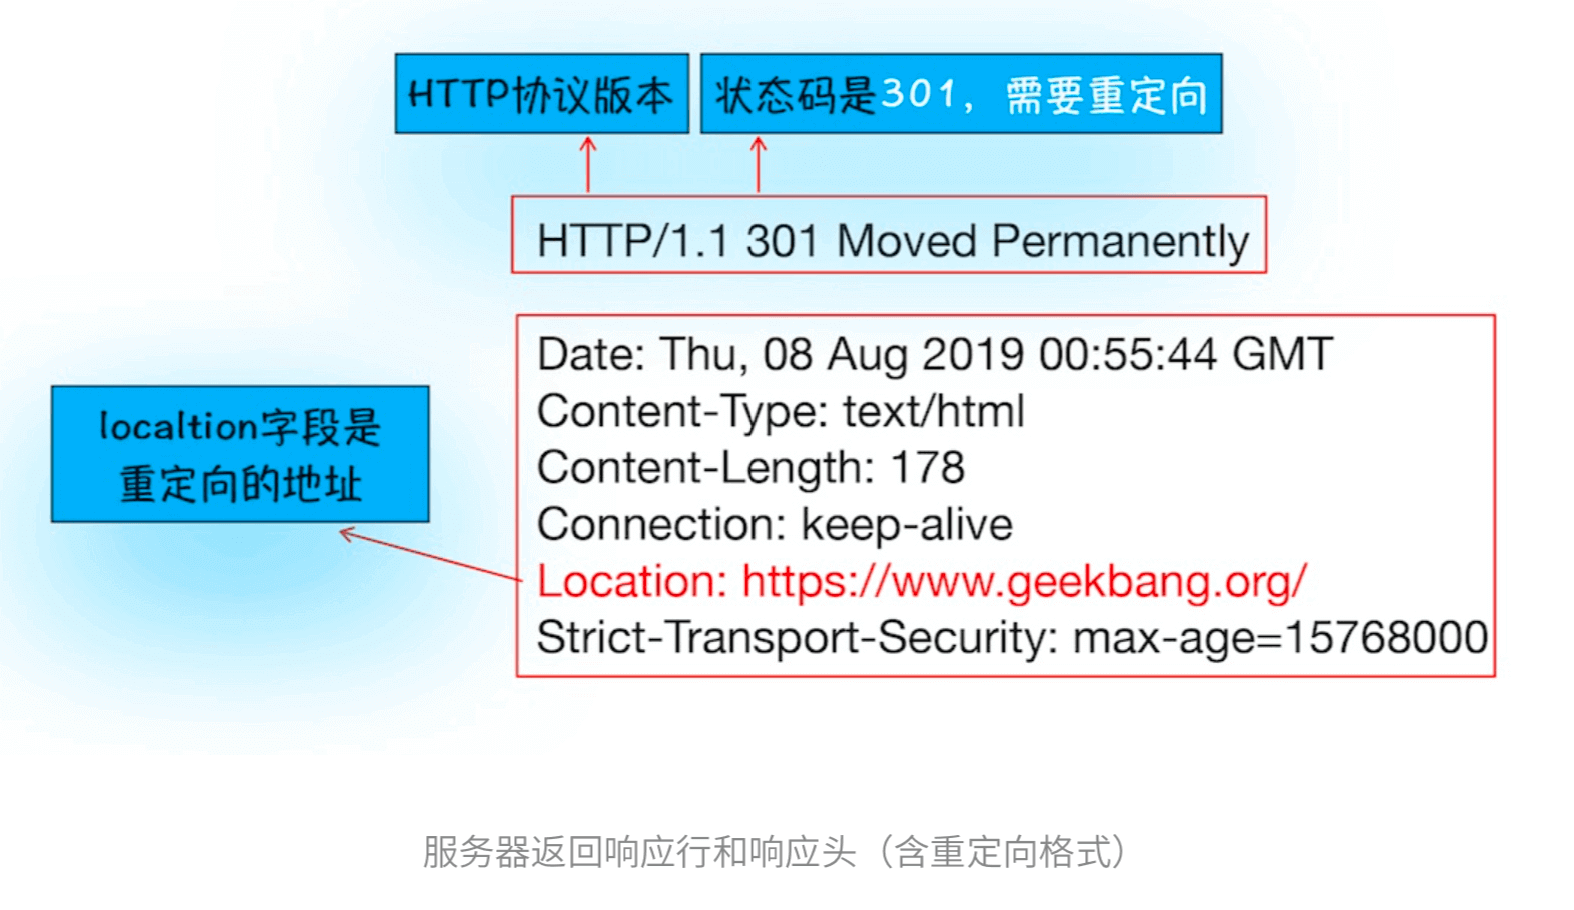 HTTP协议版本
状态码是301，需要重定向
HTTP/1.1 301 Moved Permanently
Date: Thu, 08 Aug 2019 00:55:44 GMT
Content-Type: text/html
Content-Length: 178
Connection: keep-alive
Location: https://www.geekbang.org/
Strict-Transport-Security: max-age=15768000
localtion字段是
重定向的地址
服务器返回响应行和响应头（含重定向格式）